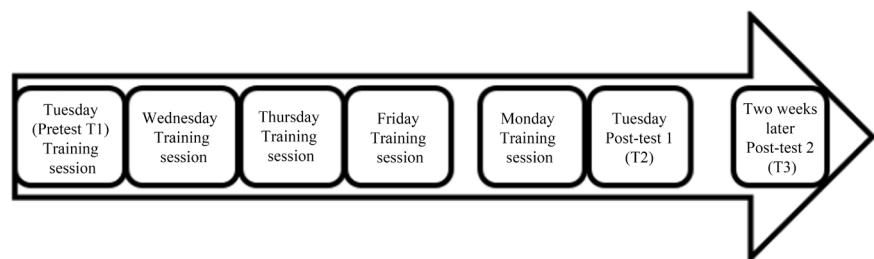 Tuesday
(Pretest T1)
Training
session
Wednesday
Training
session
Thursday
Training
session
Friday
Training
session
Monday
Training
session
Tuesday
Post-test 1
(T2)
Two weeks
later
Post-test 2
(T3)